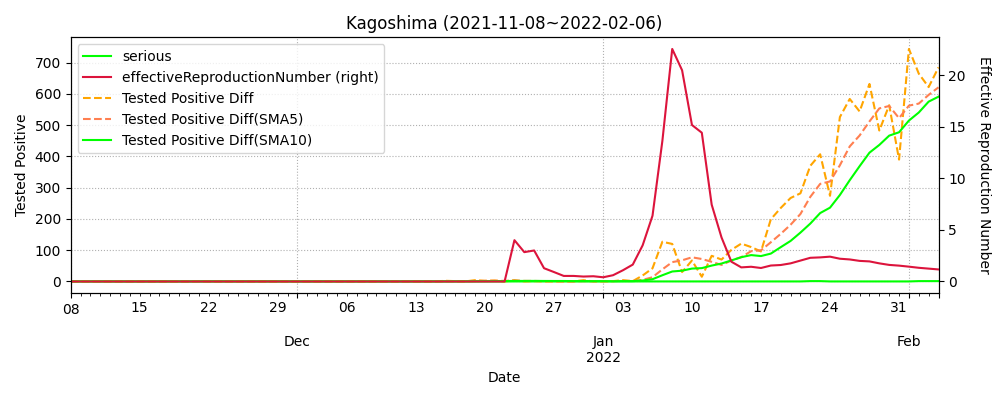 Kagoshima (2021-11-08~2022-02-06)
serious
effectiveReproductionNumber (right)
Tested Positive Diff
Tested Positive Diff(SMA5)
Tested Positive Diff(SMA10)
Tested Positive
700
600
500
400
300
200
100
0
20
15
10
5
0
Effective Reproduction Number
08 15 22 29 06 13 20 27 03 10 17 24 31
Dec Jan Feb
2022
Date